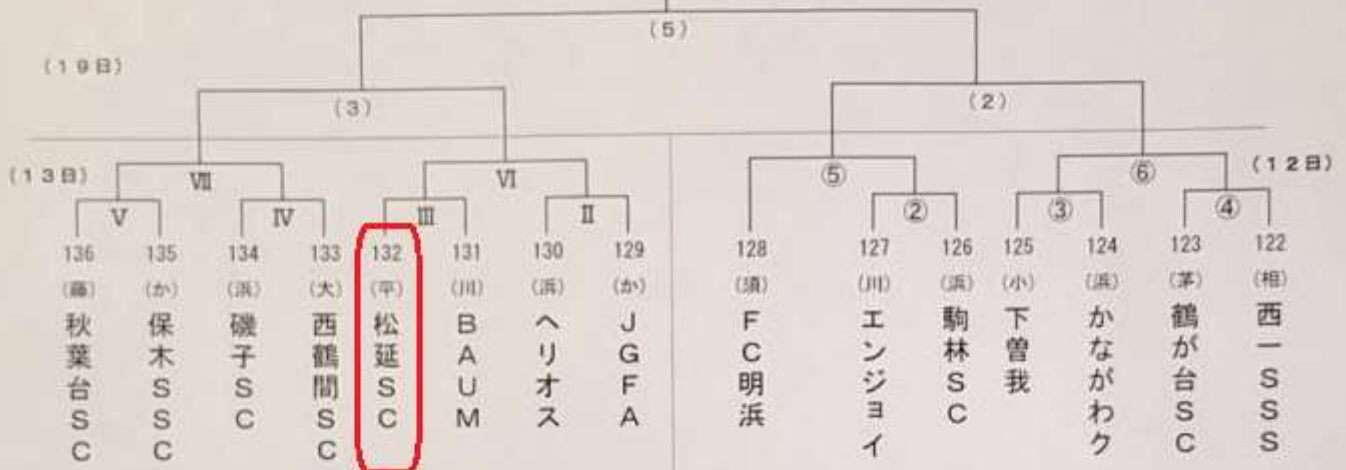 (5)
(19日)
(3)
(2)
(13日)
Ⅶ
Ⅵ
⑤
⑥
(12日)
Ⅴ
Ⅳ
Ⅲ
Ⅱ
②
③
④
136
135
134
133
132
131
130
129
128
127
126
125
124
123
122
(藤)
(か)
(浜)
(大)
(平)
(川)
(浜)
(か)
(須)
(川)
(浜)
(小)
(浜)
(茅)
(相)
秋葉台SC
保木SSC
磯子SC
西鶴間SC
松延SC
BAUM
ヘリオス
JGFA
FC明浜
エンジョイ
駒林SC
下曽我
かながわク
鶴が台SC
西一SSS